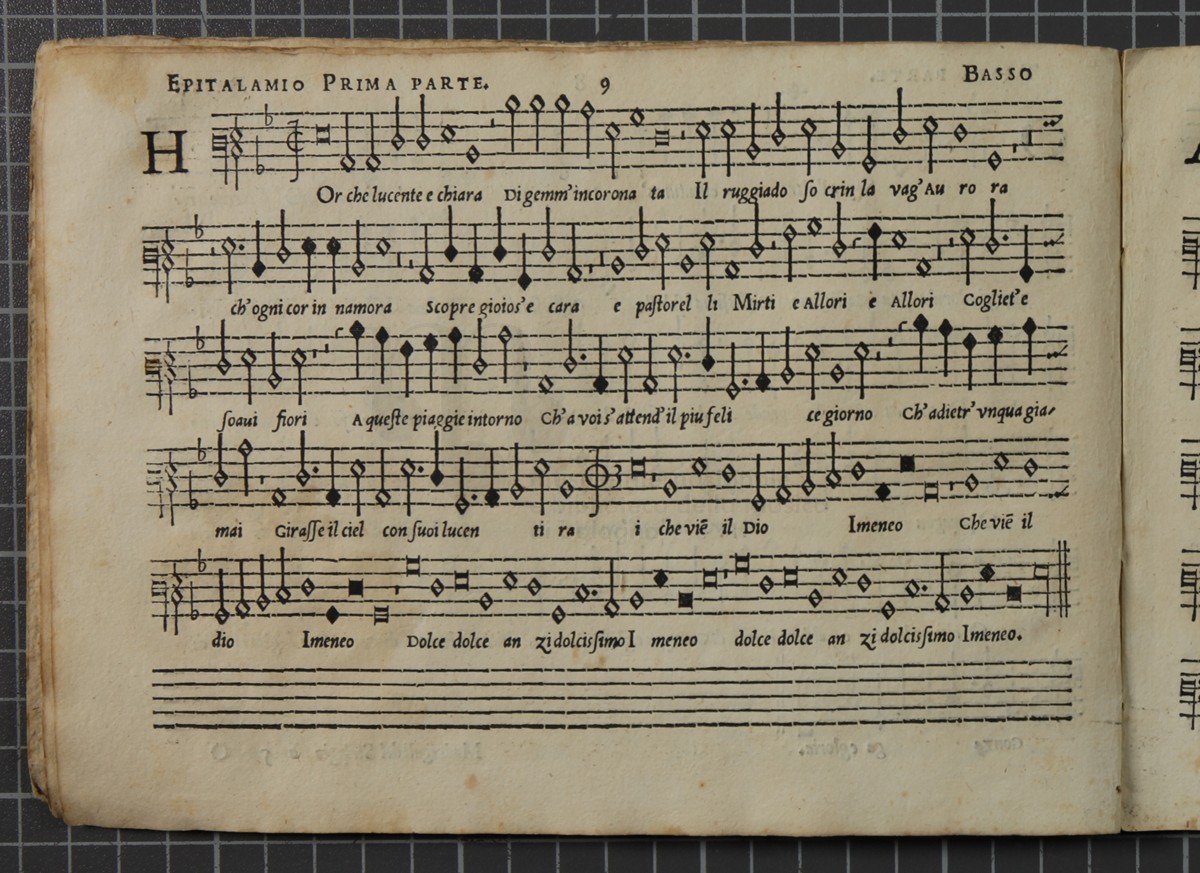 EPITALAMIO PRIMA PARTE. 9 BASSO
HOr che lucente e chiara Di gemm' incorona ta Il ruggiado so crin la vag' Au ro ra
ch' ogni cor in namora Scopre gioios' e cara e pastorel li Mirti e Allori e Allori Cogliet' e
soaui fiori A queste piaggie intorno Ch' a voi s' attend' il piu feli ce giorno Ch' adietr' vnqua gia-
mai Girasse il ciel con suoi lucen ti ra i che viē il Dio Imeneo Che viē il
dio Imeneo Dolce dolce an zi dolcissimo I meneo dolce dolce an zi dolcissimo Imeneo.